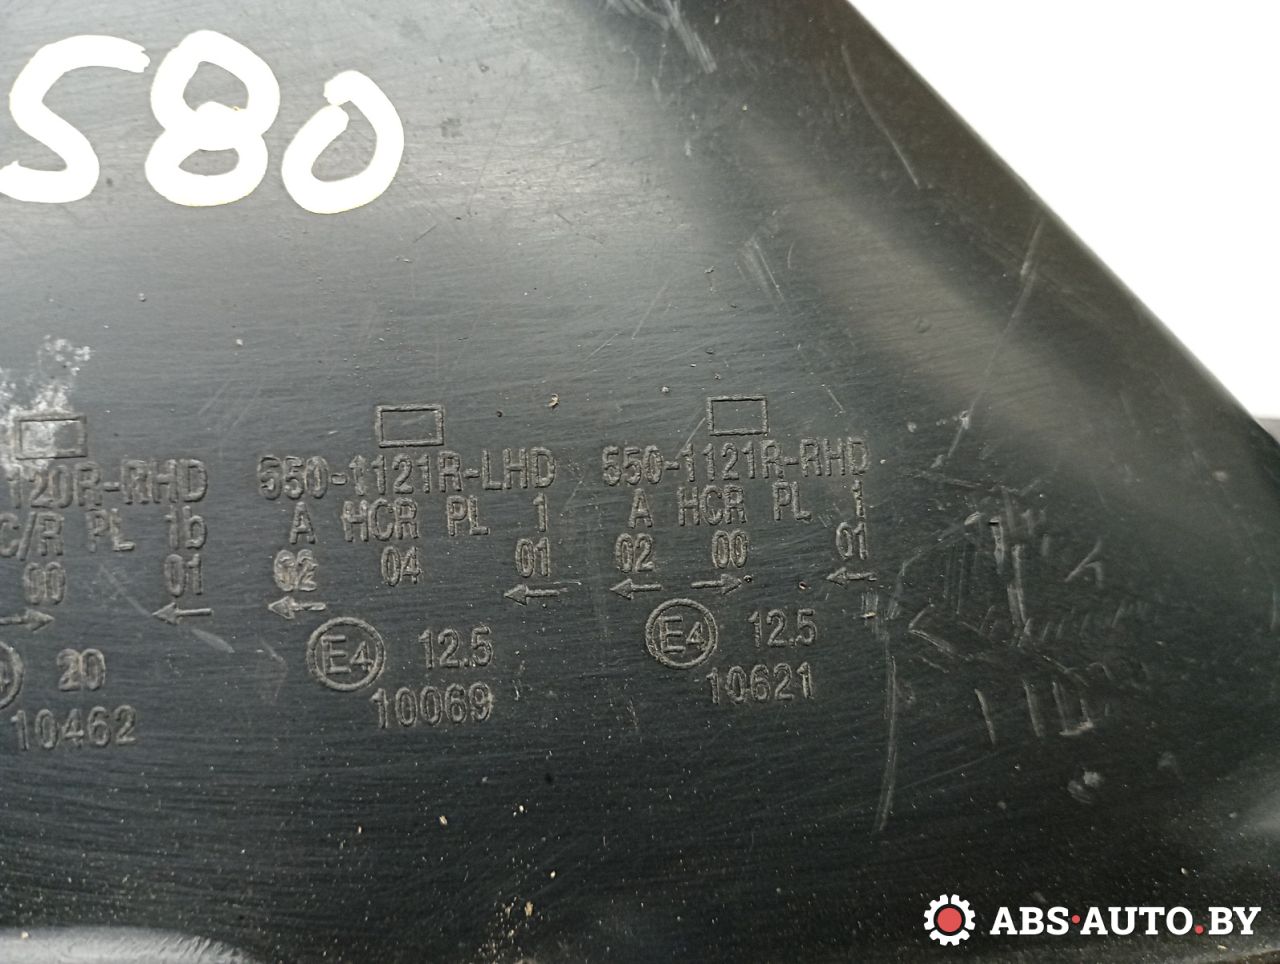 S80
120R-RHD 550-1121R-LHD 550-1121R-RHD
C/R PL 1b A HCR PL 1 A HCR PL 1
00 01 02 04 01 02 00 01
E4 12.5 E4 12.5
20
10462 10069 10621
ABS·AUTO.BY